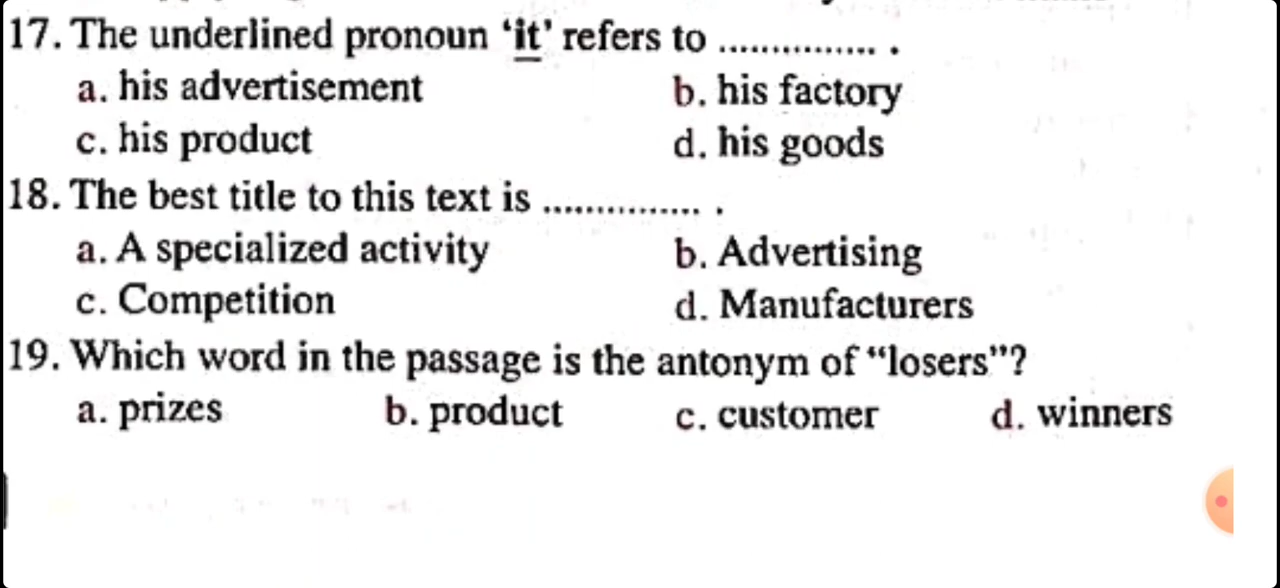 17. The underlined pronoun ‘it’ refers to ............... .
a. his advertisement b. his factory
c. his product d. his goods
18. The best title to this text is ............... .
a. A specialized activity b. Advertising
c. Competition d. Manufacturers
19. Which word in the passage is the antonym of “losers”?
a. prizes b. product c. customer d. winners